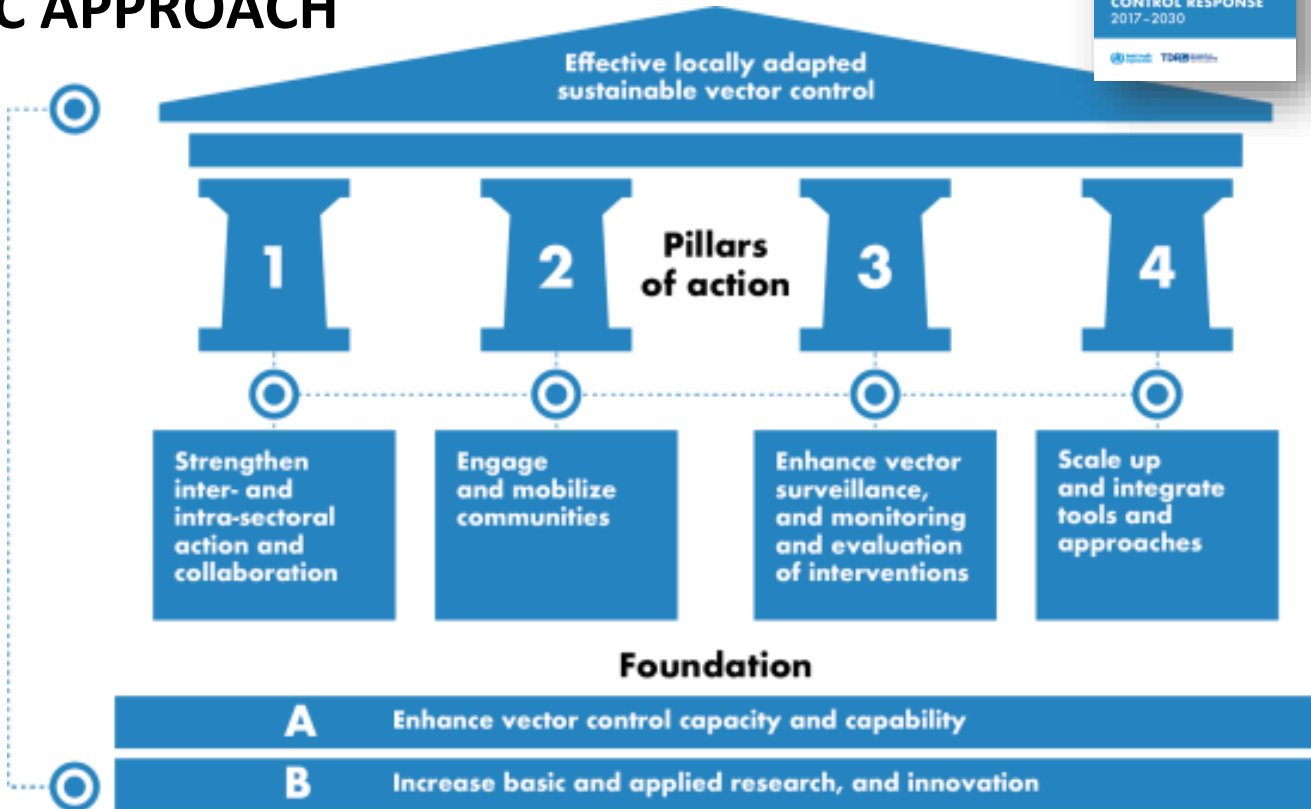 C APPROACH
CONTROL RESPONSE
2017–2030
Effective locally adapted
sustainable vector control
1
2
Pillars
of action
3
4
Strengthen
inter- and
intra-sectoral
action and
collaboration
Engage
and mobilize
communities
Enhance vector
surveillance,
and monitoring
and evaluation
of interventions
Scale up
and integrate
tools and
approaches
Foundation
A Enhance vector control capacity and capability
B Increase basic and applied research, and innovation